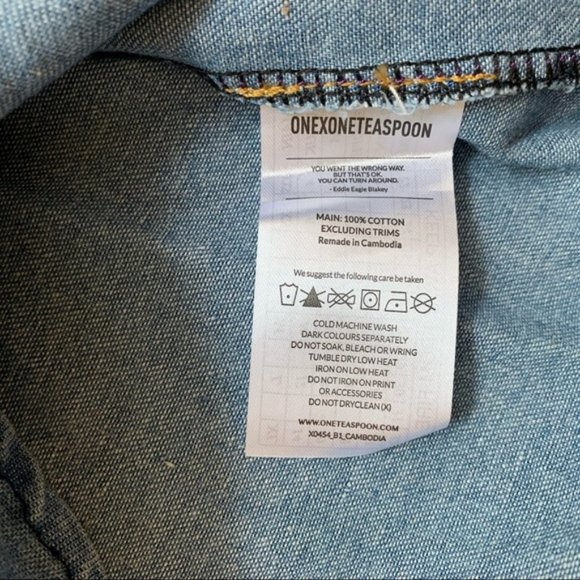 ONEXONETEASPOON
YOU WENT THE WRONG WAY.
BUT THAT'S OK.
YOU CAN TURN AROUND.
- Eddie Eagle Blakey
MAIN: 100% COTTON
EXCLUDING TRIMS
Remade in Cambodia
We suggest the following care be taken
COLD MACHINE WASH
DARK COLOURS SEPARATELY
DO NOT SOAK, BLEACH OR WRING
TUMBLE DRY LOW HEAT
IRON ON LOW HEAT
DO NOT IRON ON PRINT
OR ACCESSORIES
DO NOT DRYCLEAN (X)
WWW.ONETEASPOON.COM
X0454_B1_CAMBODIA